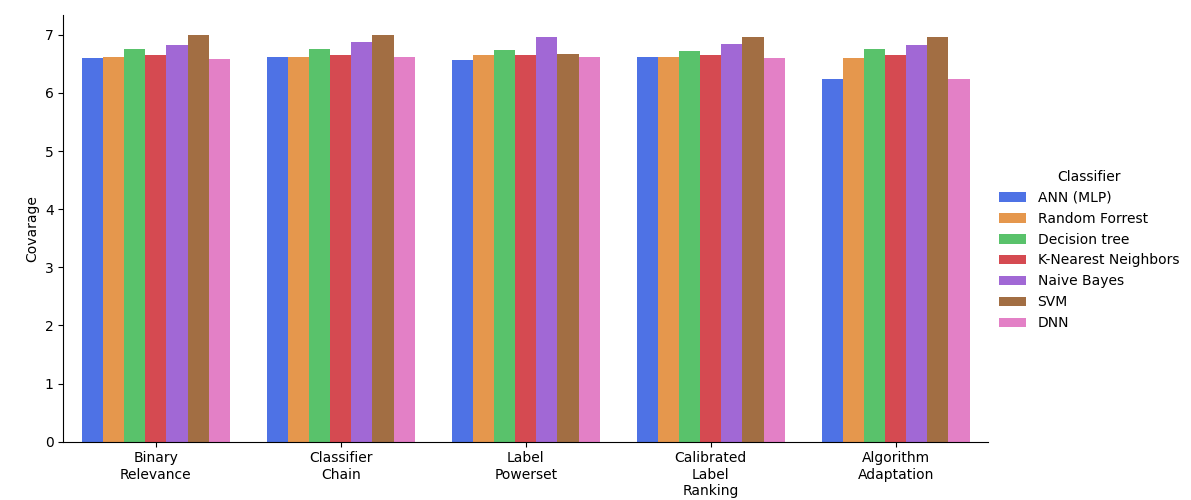 7
6
5
4
3
2
1
0
Covarage
Binary
Relevance
Classifier
Chain
Label
Powerset
Calibrated
Label
Ranking
Algorithm
Adaptation
Classifier
ANN (MLP)
Random Forrest
Decision tree
K-Nearest Neighbors
Naive Bayes
SVM
DNN